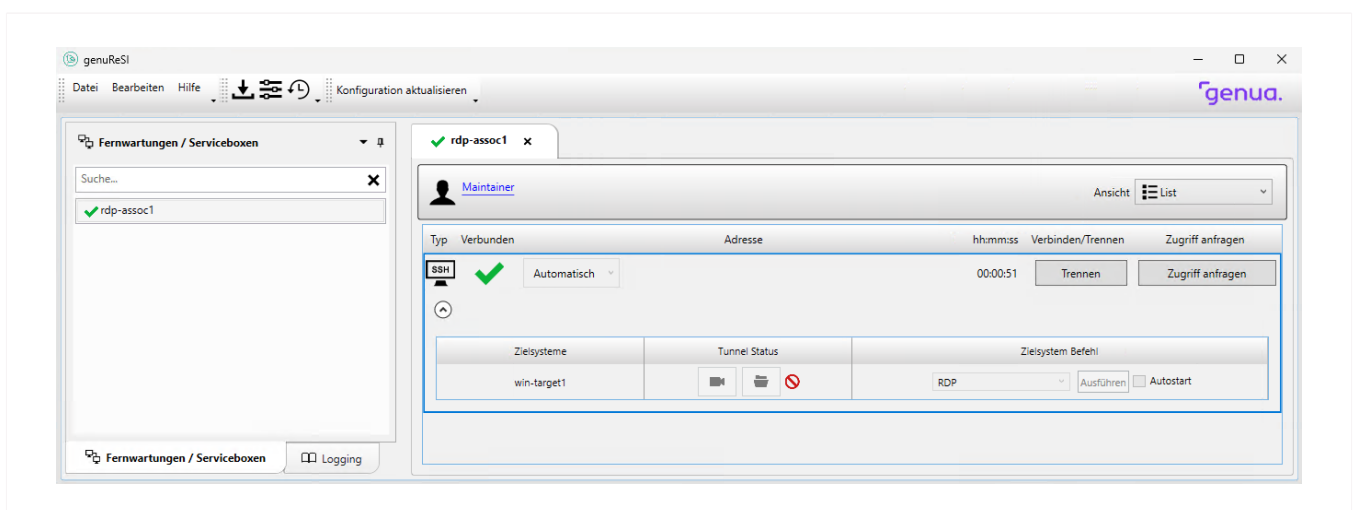 genuReSI
Datei Bearbeiten Hilfe Konfiguration aktualisieren
genua.
Fernwartungen / Serviceboxen
Suche...
rdp-assoc1
Fernwartungen / Serviceboxen Logging
rdp-assoc1
Maintainer Ansicht List
Typ Verbunden Adresse hh:mm:ss Verbinden/Trennen Zugriff anfragen
SSH Automatisch 00:00:51 Trennen Zugriff anfragen
Zielsysteme Tunnel Status Zielsystem Befehl
win-target1 RDP Ausführen Autostart